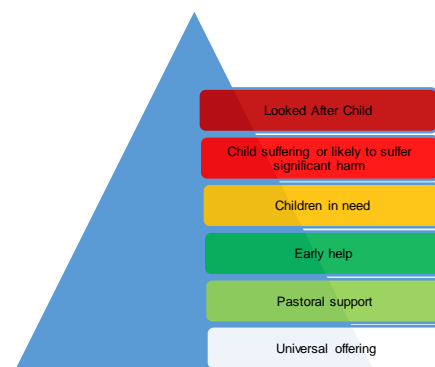 Looked After Child
Child suffering or likely to suffer
significant harm
Children in need
Early help
Pastoral support
Universal offering